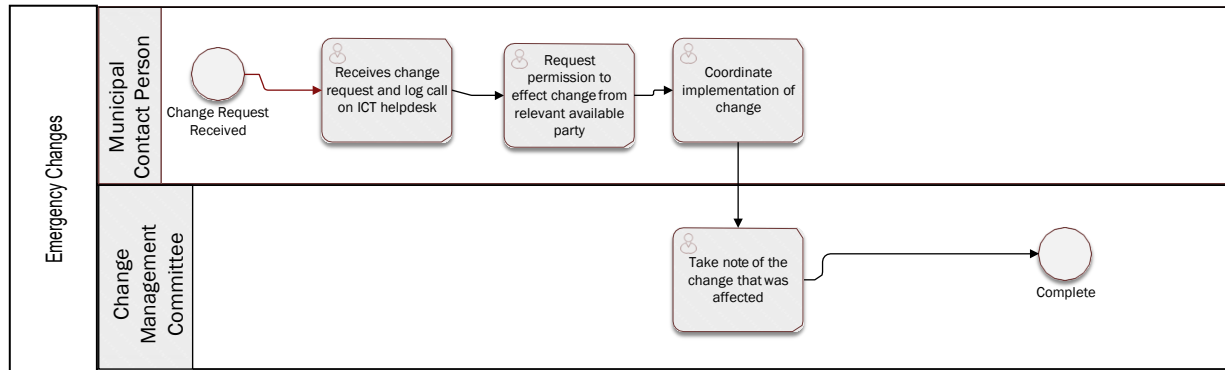 Emergency Changes
Municipal
Contact Person
Change Request
Received
Receives change
request and log call
on ICT helpdesk
Request
permission to
effect change from
relevant available
party
Coordinate
implementation of
change
Change
Management
Committee
Take note of the
change that was
affected
Complete